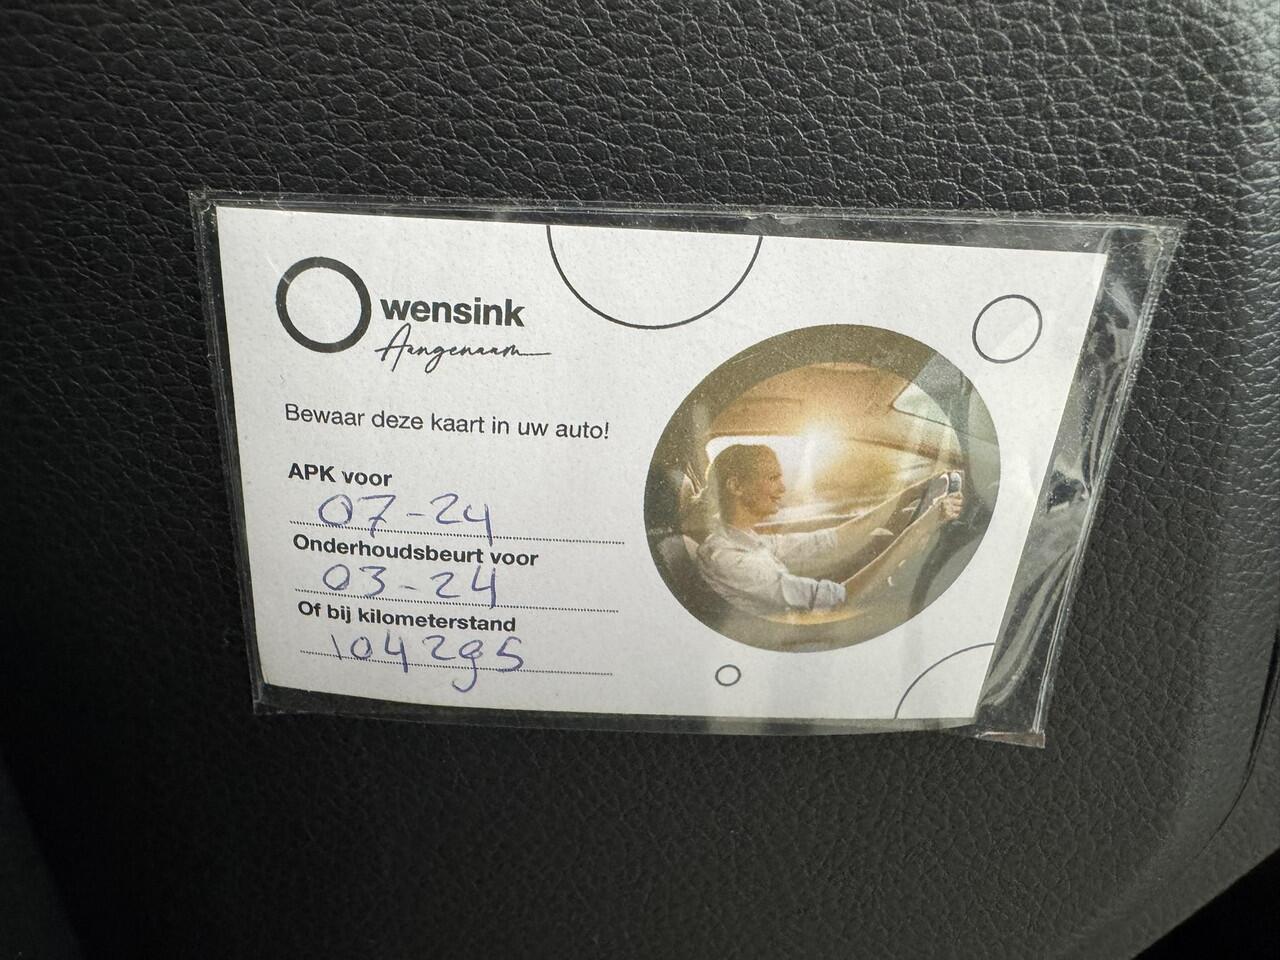 wensink
Aangenaam
Bewaar deze kaart in uw auto!
APK voor
07-24
Onderhoudsbeurt voor
03-24
Of bij kilometerstand
104295